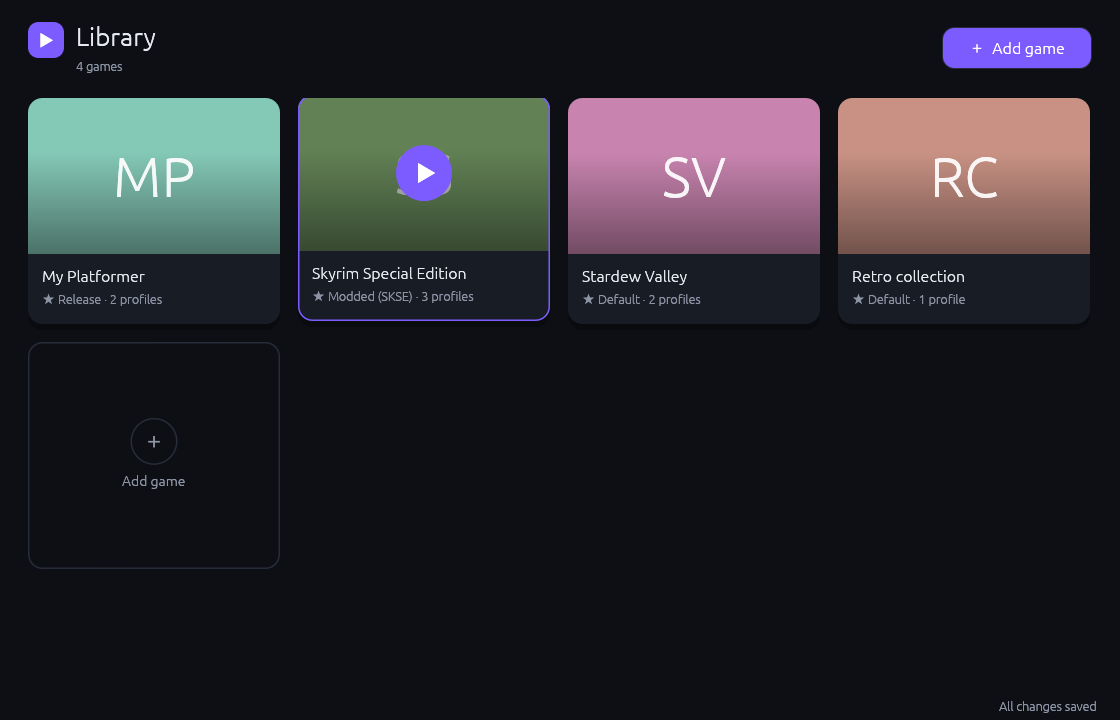 Library
4 games
+ Add game
MP
My Platformer
★ Release · 2 profiles
Skyrim Special Edition
★ Modded (SKSE) · 3 profiles
SV
Stardew Valley
★ Default · 2 profiles
RC
Retro collection
★ Default · 1 profile
+
Add game
All changes saved